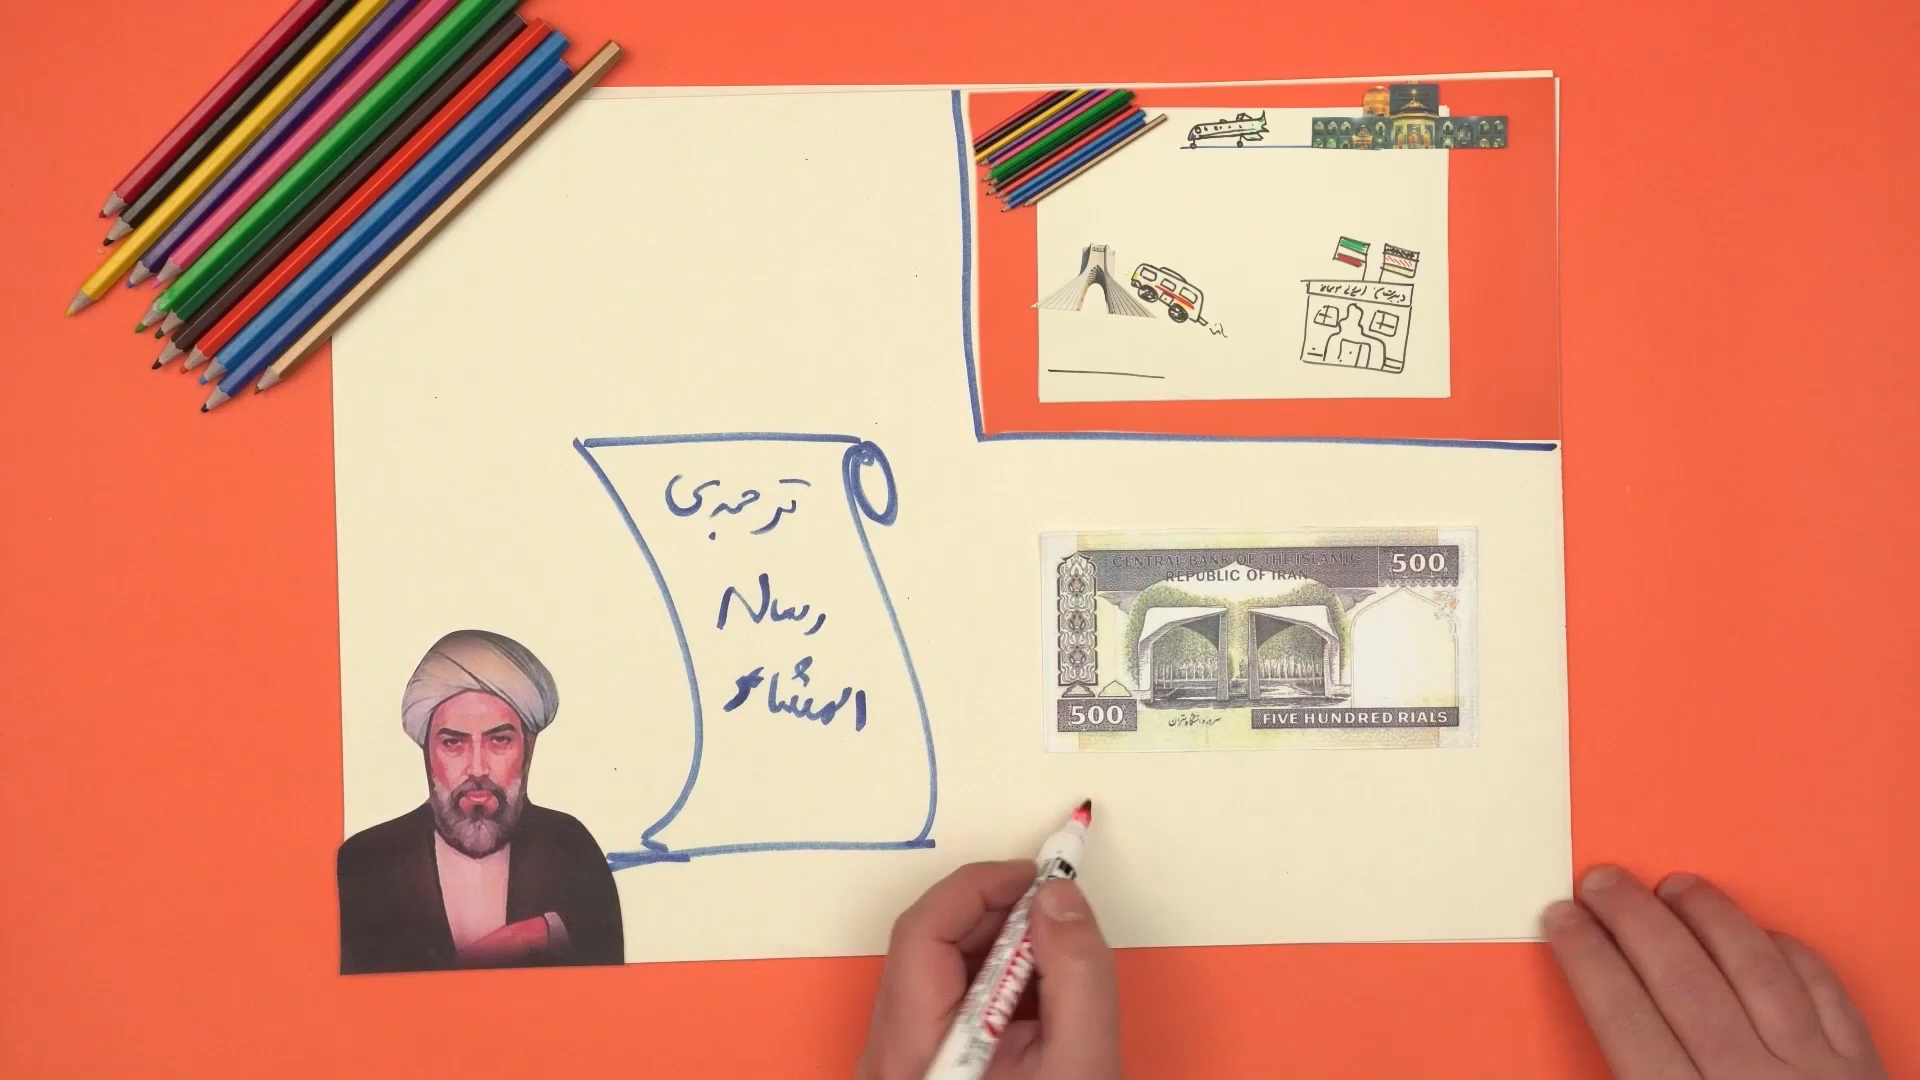 ترجمه‌ی
رساله
المشاعر
CENTRAL BANK OF THE ISLAMIC
REPUBLIC OF IRAN
500
500
FIVE HUNDRED RIALS